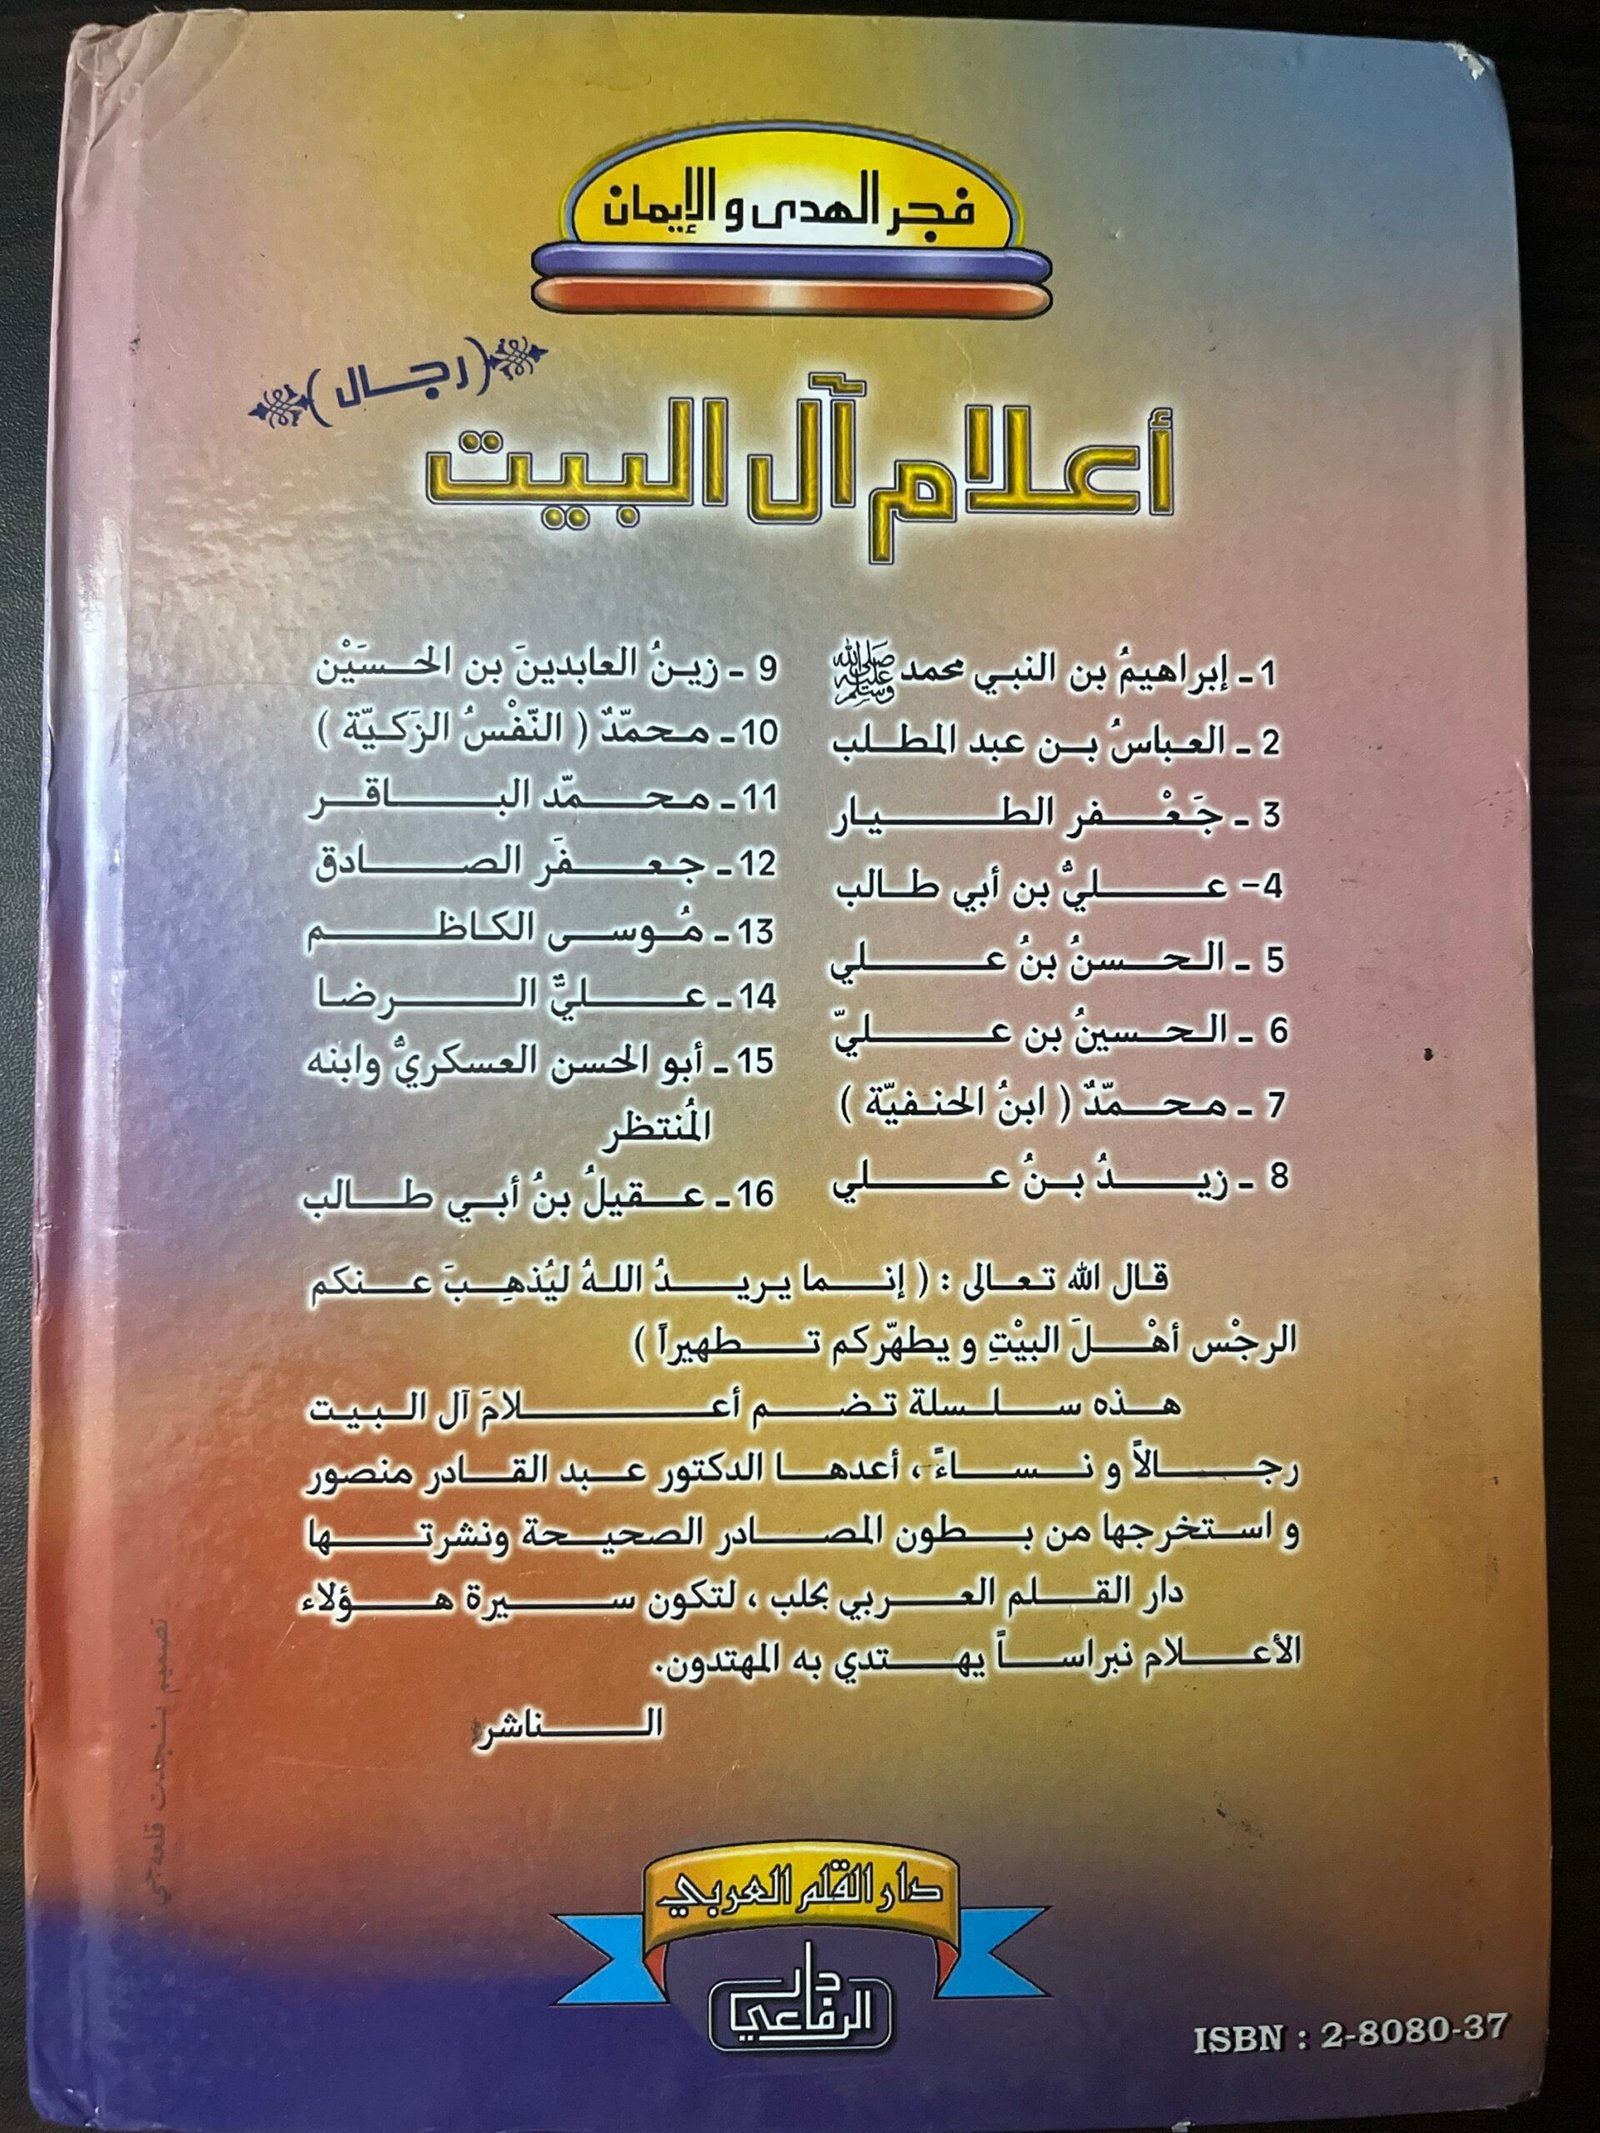 فجر الهدى والإيمان
(رجال)
أعلام آل البيت
1 - إبراهيمُ بن النبي محمد ﷺ
2 - العباسُ بن عبد المطلب
3 - جَعْفر الطيار
4- عليُّ بن أبي طالب
5 - الحسنُ بنُ علي
6 - الحسينُ بن عليّ
7 - محمّدٌ ( ابنُ الحنفيّة )
8 - زيدُ بنُ علي
9 - زينُ العابدينَ بن الحسَيْن
10 - محمّدٌ ( النّفْسُ الزَكيّة )
11 - محمّد الباقر
12 - جعفَر الصادق
13 - مُوسى الكاظم
14 - عليٌّ الرضا
15 - أبو الحسن العسكريُّ وابنه
المُنتظر
16 - عقيلُ بنُ أبي طالب
قال الله تعالى : ( إنما يريدُ اللهُ ليُذهِبَ عنكم
الرجْس أهْلَ البيْتِ و يطهّركم تطهيراً )
هذه سلسلة تضم أعلامَ آل البيت
رجالاً و نساءً ، أعدها الدكتور عبد القادر منصور
و استخرجها من بطون المصادر الصحيحة ونشرتها
دار القلم العربي بحلب ، لتكون سيرة هؤلاء
الأعلام نبراساً يهتدي به المهتدون.
الناشر
تصميم بنجدت قلعه جي
دار القلم العربي
دار
الرفاعي
ISBN : 2-8080-37